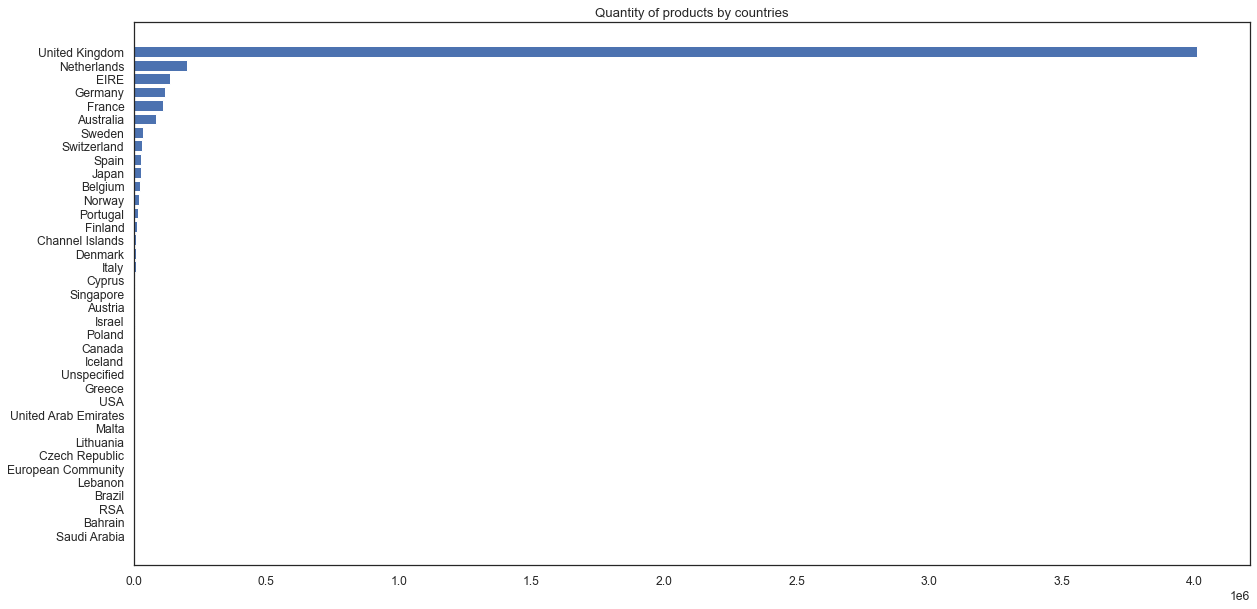 Quantity of products by countries
United Kingdom
Netherlands
EIRE
Germany
France
Australia
Sweden
Switzerland
Spain
Japan
Belgium
Norway
Portugal
Finland
Channel Islands
Denmark
Italy
Cyprus
Singapore
Austria
Israel
Poland
Canada
Iceland
Unspecified
Greece
USA
United Arab Emirates
Malta
Lithuania
Czech Republic
European Community
Lebanon
Brazil
RSA
Bahrain
Saudi Arabia
0.0 0.5 1.0 1.5 2.0 2.5 3.0 3.5 4.0
1e6